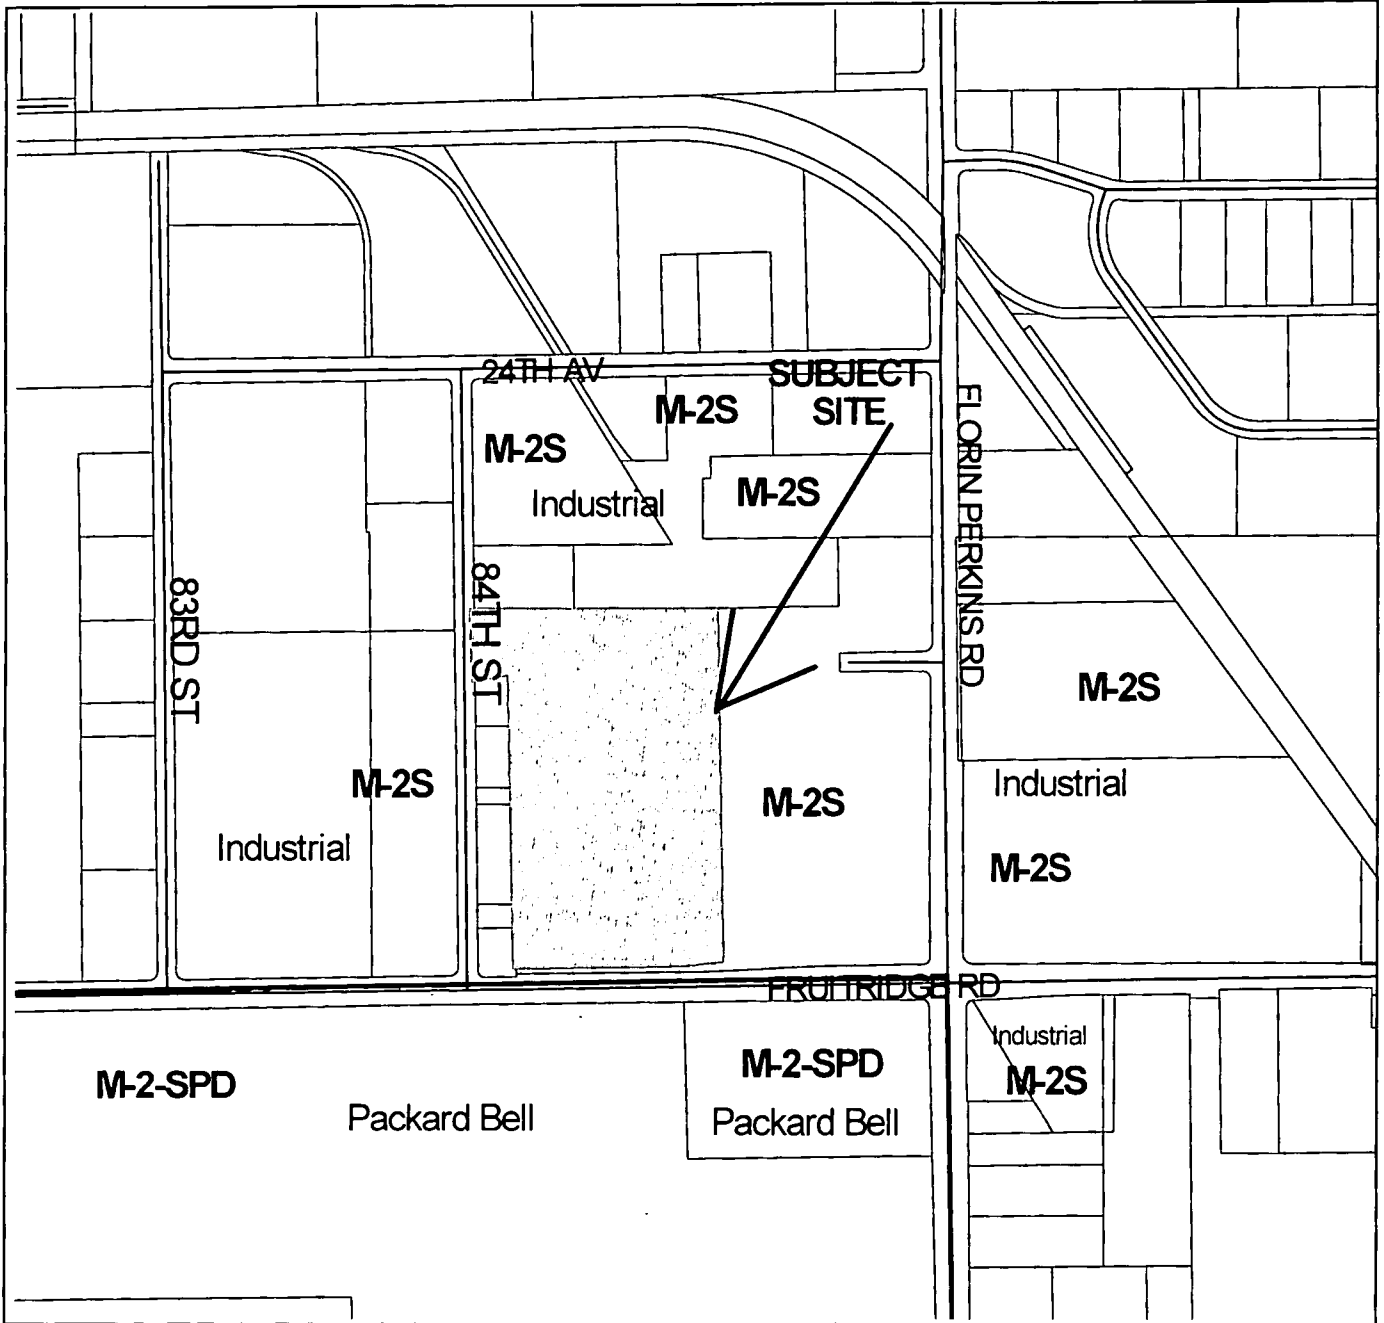 24TH AV
SUBJECT
SITE
M-2S
M-2S
Industrial
M-2S
FLORIN PERKINS RD
83RD ST
84TH ST
M-2S
M-2S
Industrial
M-2S
M-2S
Industrial
M-2S
FRUITRIDGE RD
Industrial
M-2S
M-2-SPD
M-2-SPD
Packard Bell
Packard Bell